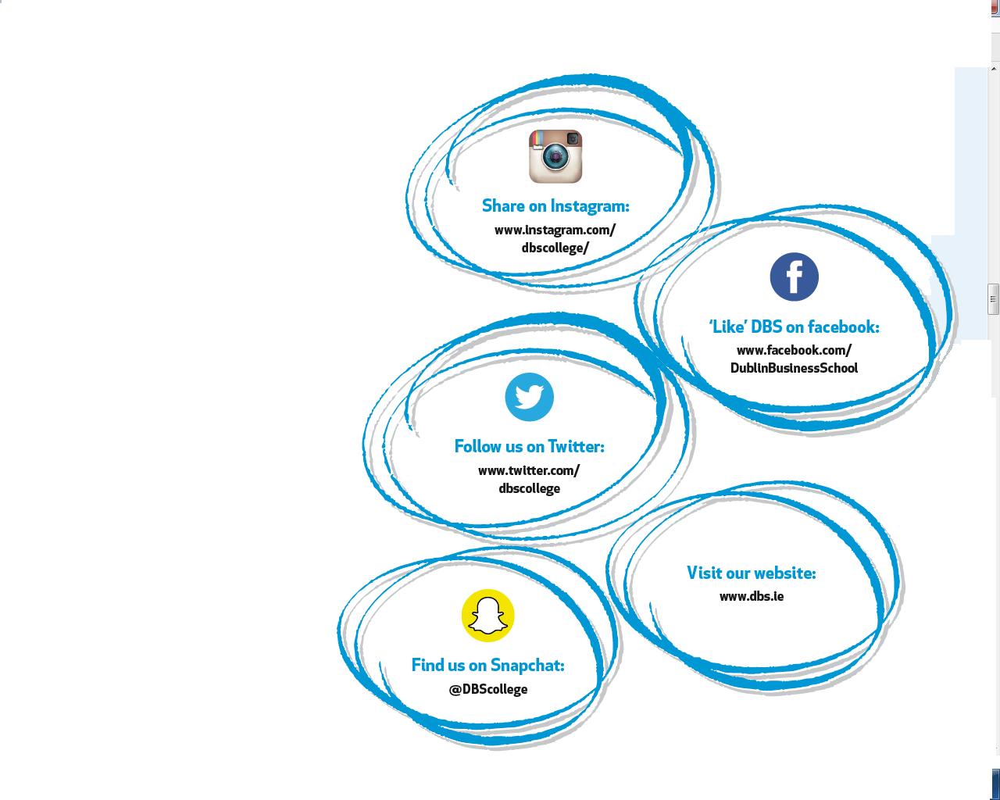 Share on Instagram:
www.instagram.com/
dbscollege/
‘Like’ DBS on facebook:
www.facebook.com/
DublinBusinessSchool
Follow us on Twitter:
www.twitter.com/
dbscollege
Visit our website:
www.dbs.ie
Find us on Snapchat:
@DBScollege